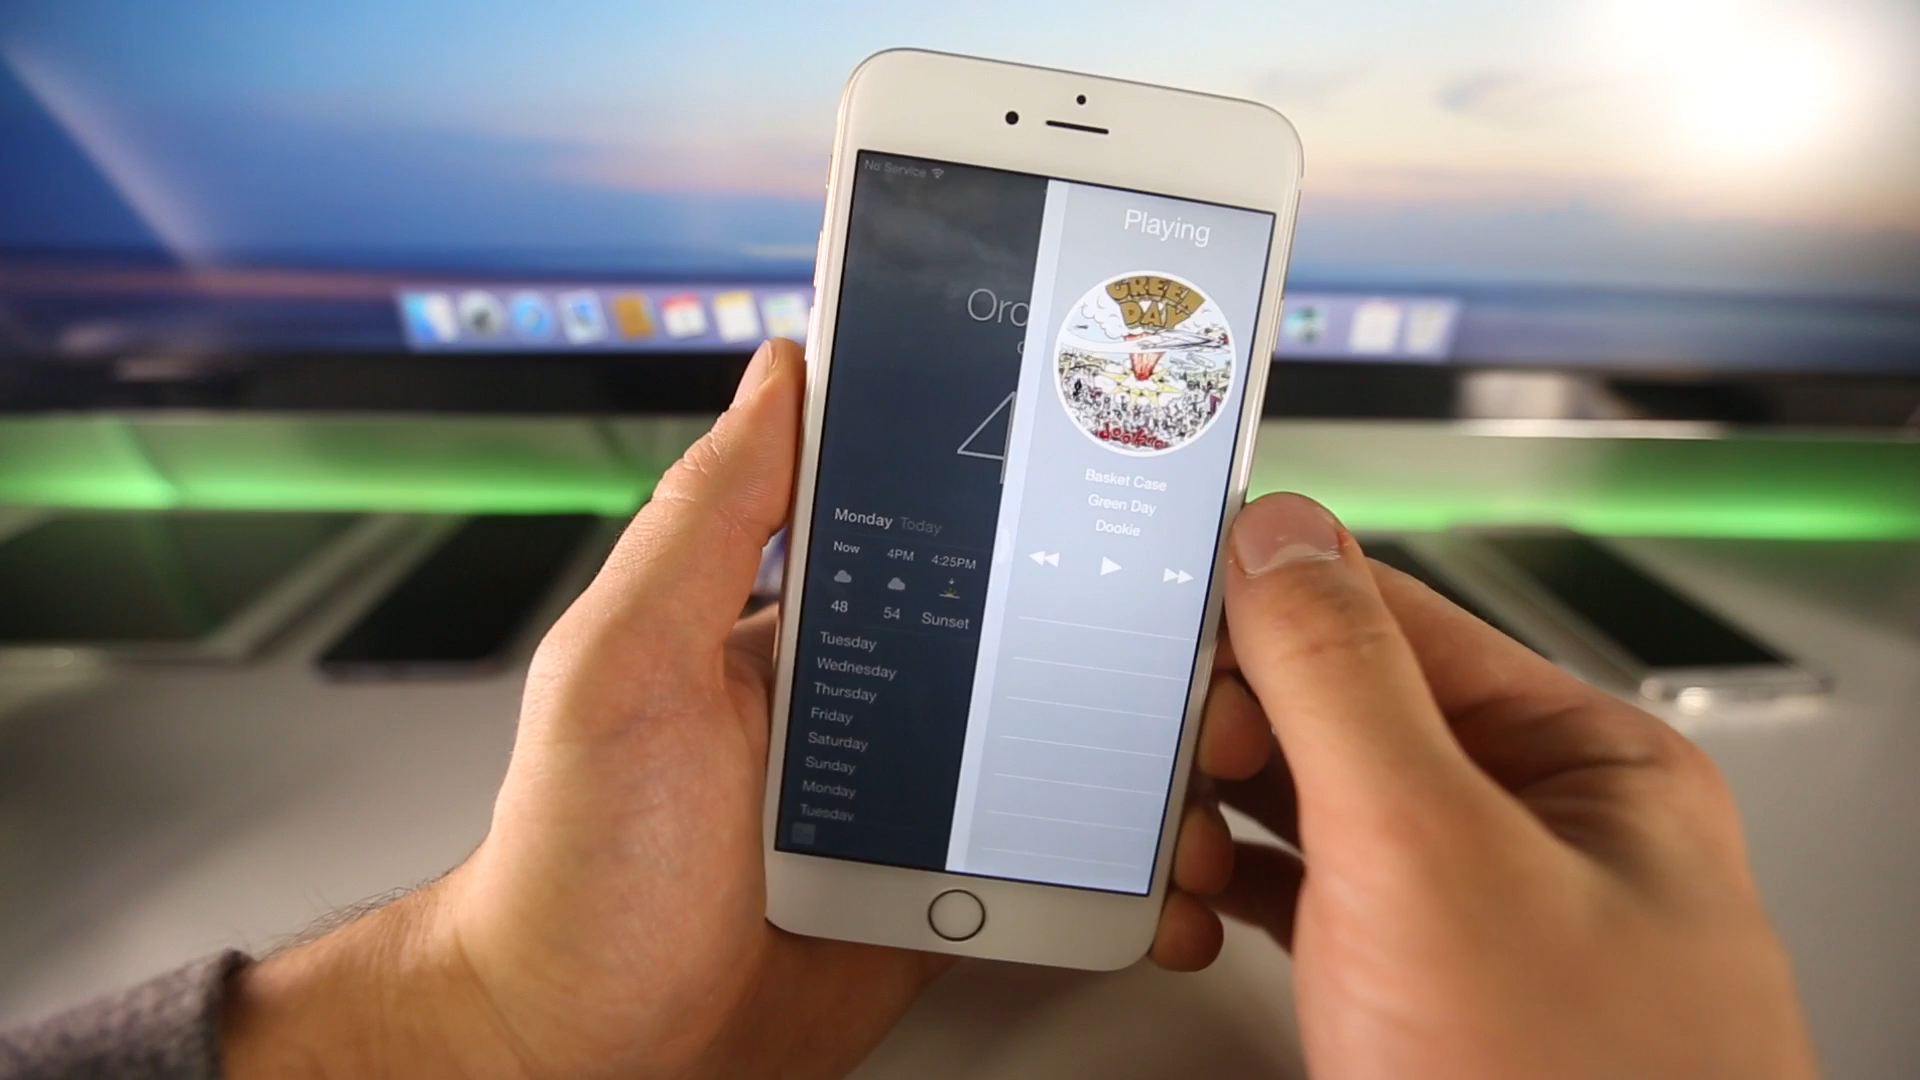 No Service
Playing
GREEN
DAY
dookie
Basket Case
Green Day
Dookie
Monday Today
Now 4PM 4:25PM
48 54 Sunset
Tuesday
Wednesday
Thursday
Friday
Saturday
Sunday
Monday
Tuesday